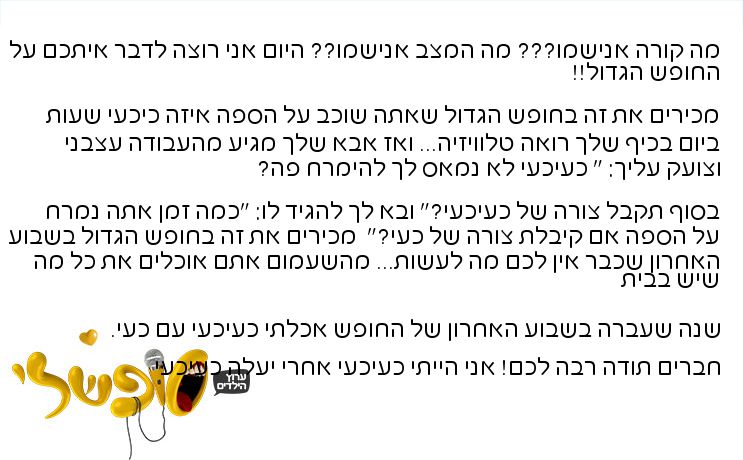 מה קורה אנישמו??? מה המצב אנישמו?? היום אני רוצה לדבר איתכם על
החופש הגדול!!
מכירים את זה בחופש הגדול שאתה שוכב על הספה איזה כיכעי שעות
ביום בכיף שלך רואה טלוויזיה... ואז אבא שלך מגיע מהעבודה עצבני
וצועק עליך: " כעיכעי לא נמאס לך להימרח פה?
בסוף תקבל צורה של כעיכעי?" ובא לך להגיד לו: "כמה זמן אתה נמרח
על הספה אם קיבלת צורה של כעי?"  מכירים את זה בחופש הגדול בשבוע
האחרון שכבר אין לכם מה לעשות... מהשעמום אתם אוכלים את כל מה
שיש בבית
שנה שעברה בשבוע האחרון של החופש אכלתי כעיכעי עם כעי.
חברים תודה רבה לכם! אני הייתי כעיכעי אחרי יעלה כעיכעי
סופשלי
ערוץ
הילדים